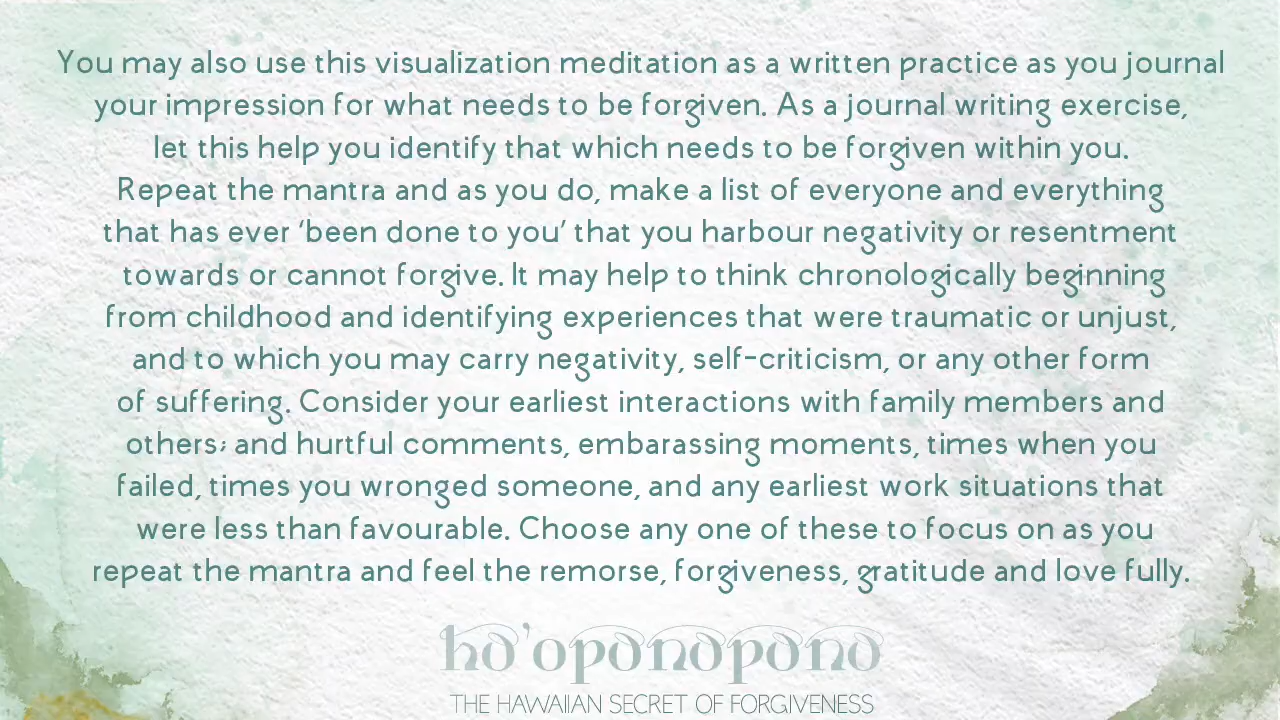 You may also use this visualization meditation as a written practice as you journal
your impression for what needs to be forgiven. As a journal writing exercise,
let this help you identify that which needs to be forgiven within you.
Repeat the mantra and as you do, make a list of everyone and everything
that has ever ‘been done to you’ that you harbour negativity or resentment
towards or cannot forgive. It may help to think chronologically beginning
from childhood and identifying experiences that were traumatic or unjust,
and to which you may carry negativity, self-criticism, or any other form
of suffering. Consider your earliest interactions with family members and
others; and hurtful comments, embarassing moments, times when you
failed, times you wronged someone, and any earliest work situations that
were less than favourable. Choose any one of these to focus on as you
repeat the mantra and feel the remorse, forgiveness, gratitude and love fully.
ho'oponopono
THE HAWAIIAN SECRET OF FORGIVENESS